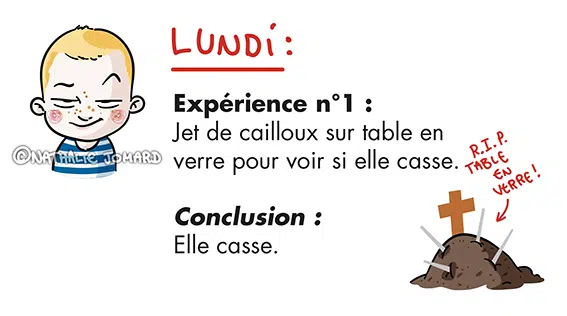 LUNDi :
Expérience n°1 :
Jet de cailloux sur table en
verre pour voir si elle casse.
R.I.P.
TABLE
EN
VERRE !
@NATHALIE JOMARD
Conclusion :
Elle casse.